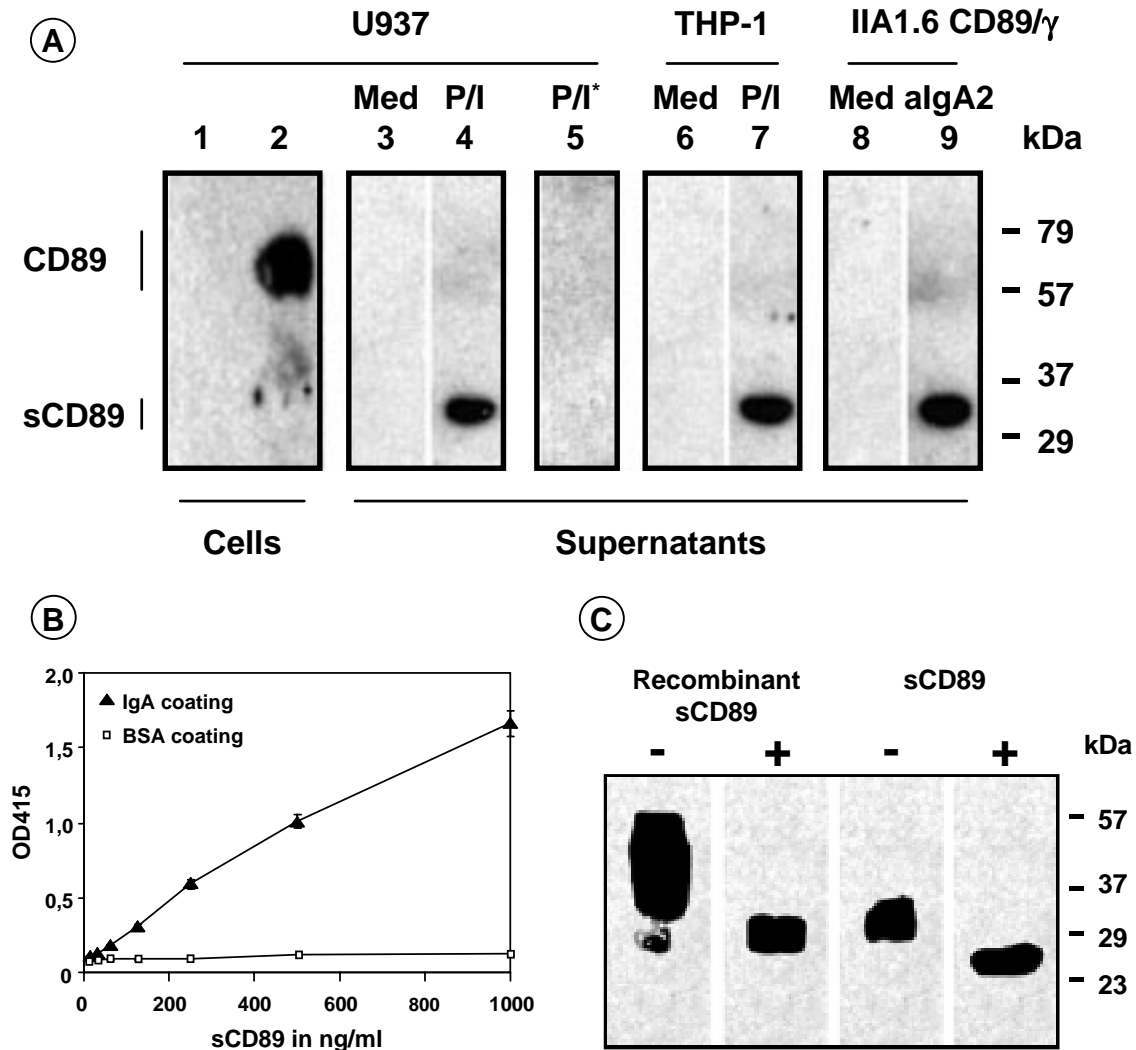 A
U937 THP-1 IIA1.6 CD89/γ
Med P/I P/I* Med P/I Med aIgA2
1 2 3 4 5 6 7 8 9 kDa
CD89
sCD89
79
57
37
29
Cells Supernatants
B
2,0
1,5
1,0
0,5
0
OD415
IgA coating
BSA coating
0 200 400 600 800 1000
sCD89 in ng/ml
C
Recombinant sCD89
sCD89
- + - + kDa
57
37
29
23